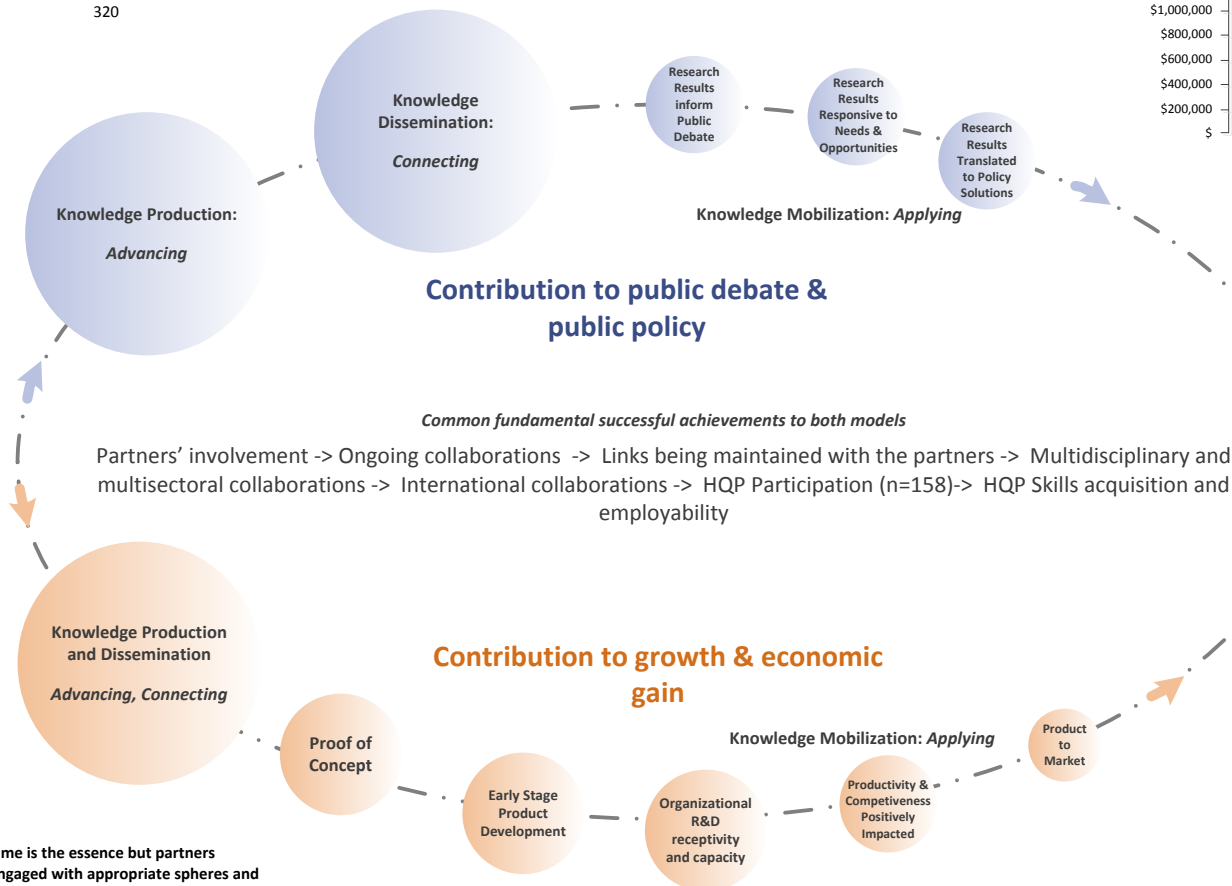 320
$1,000,000
$800,000
$600,000
$400,000
$200,000
$
Knowledge
Dissemination:
Connecting
Research
Results
inform
Public
Debate
Research
Results
Responsive to
Needs &
Opportunities
Research
Results
Translated
to Policy
Solutions
Knowledge Production:
Advancing
Knowledge Mobilization: Applying
Contribution to public debate &
public policy
Common fundamental successful achievements to both models
Partners’ involvement -> Ongoing collaborations -> Links being maintained with the partners -> Multidisciplinary and
multisectoral collaborations -> International collaborations -> HQP Participation (n=158)-> HQP Skills acquisition and
employability
Knowledge Production
and Dissemination
Advancing, Connecting
Contribution to growth & economic
gain
Knowledge Mobilization: Applying
Proof of
Concept
Early Stage
Product
Development
Organizational
R&D
receptivity
and capacity
Productivity &
Competiveness
Positively
Impacted
Product
to
Market
me is the essence but partners
ngaged with appropriate spheres and